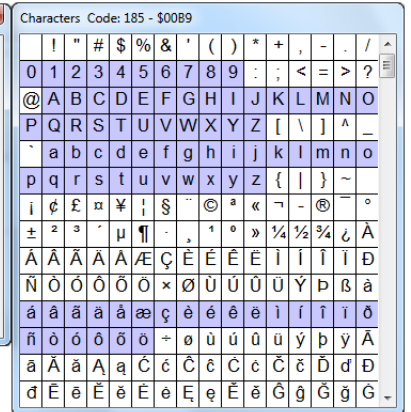 Characters Code: 185 - $00B9
! " # $ % & ' ( ) * + , - . /
0 1 2 3 4 5 6 7 8 9 : ; < = > ?
@ A B C D E F G H I J K L M N O
P Q R S T U V W X Y Z [ \ ] ^ _
` a b c d e f g h i j k l m n o
p q r s t u v w x y z { | } ~
¡ ¢ £ ¤ ¥ ¦ § ¨ © ª « ¬ - ® ¯ °
± ² ³ ´ µ ¶ · ¸ ¹ º » ¼ ½ ¾ ¿ À
Á Â Ã Ä Å Æ Ç È É Ê Ë Ì Í Î Ï Ð
Ñ Ò Ó Ô Õ Ö × Ø Ù Ú Û Ü Ý Þ ß à
á â ã ä å æ ç è é ê ë ì í î ï ð
ñ ò ó ô õ ö ÷ ø ù ú û ü ý þ ÿ Ā
ā Ă ă Ą ą Ć ć Ĉ ĉ Ċ ċ Č č Ď ď Đ
đ Ē ē Ĕ ĕ Ė ė Ę ę Ě ě Ĝ ĝ Ğ ğ Ġ